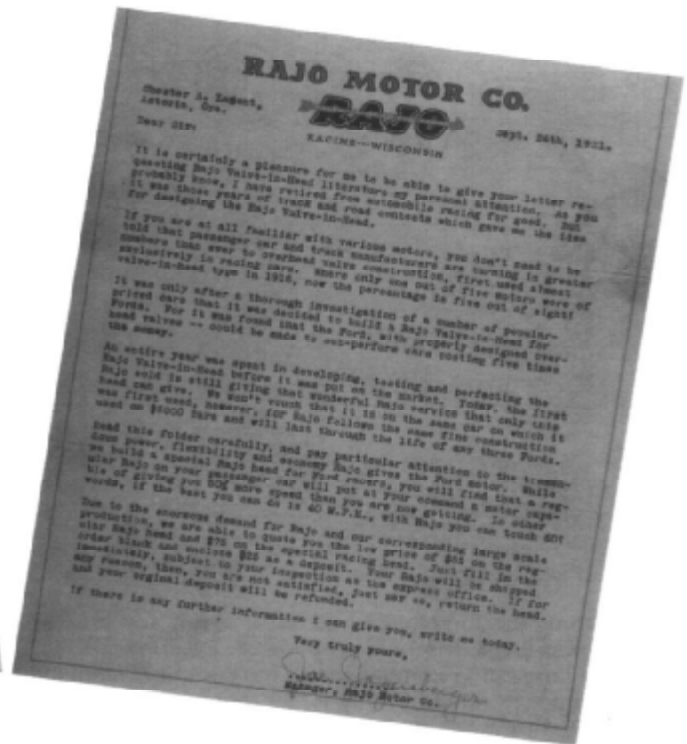 RAJO MOTOR CO.
RAJO
RACINE—WISCONSIN
Chester A.
Astoria, Ore.
Sept. 26th, 1921.
Dear Sir:
It is certainly a pleasure for me to be able to give your letter re-
questing Rajo Valve-in-Head literature my personal attention. As you
probably know, I have retired from automobile racing for good. But
it was those years of track and road contests which gave me the idea
for designing the Rajo Valve-in-Head.
If you are at all familiar with various motors, you don't need to be
told that passenger car and truck manufacturers are turning in greater
numbers than ever to overhead valve construction, first used almost
exclusively in racing cars. Where only one out of five motors were of
valve-in-head type in 1916, now the percentage is five out of eight!
It was only after a thorough investigation of a number of popular-
priced cars that it was decided to build a Rajo Valve-in-Head for
Fords. For it was found that the Ford, with properly designed over-
head valves -- could be made to out-perform cars costing five times
the money.
An entire year was spent in developing, testing and perfecting the
Rajo Valve-in-Head before it was put on the market. Today, the first
Rajo sold is still giving that wonderful Rajo service that only this
head can give. We won't vouch that it is on the same car on which it
was first used, however, for Rajo follows the same fine construction
used on $6000 cars and will last through the life of any three Fords.
Read this folder carefully, and pay particular attention to the tremen-
dous power, flexibility and economy Rajo gives the Ford motor. While
we build a special Rajo head for Ford racers, you will find that a reg-
ular Rajo on your passenger car will put at your command a motor capa-
ble of giving you 50% more speed than you are now getting. In other
words, if the best you can do is 40 M.P.H., with Rajo you can touch 60!
Due to the enormous demand for Rajo and our corresponding large scale
production, we are able to quote you the low price of on the reg-
ular Rajo Head and $75 on the special racing head. Just fill in the
order blank and enclose $25 as a deposit. Your Rajo will be shipped
immediately, subject to your inspection at the express office. If for
any reason, then, you are not satisfied, just say so, return the head.
and your original deposit will be refunded.
If there is any further information I can give you, write me today.
Very truly yours,
Joe Jagersberger
Manager, Rajo Motor Co.